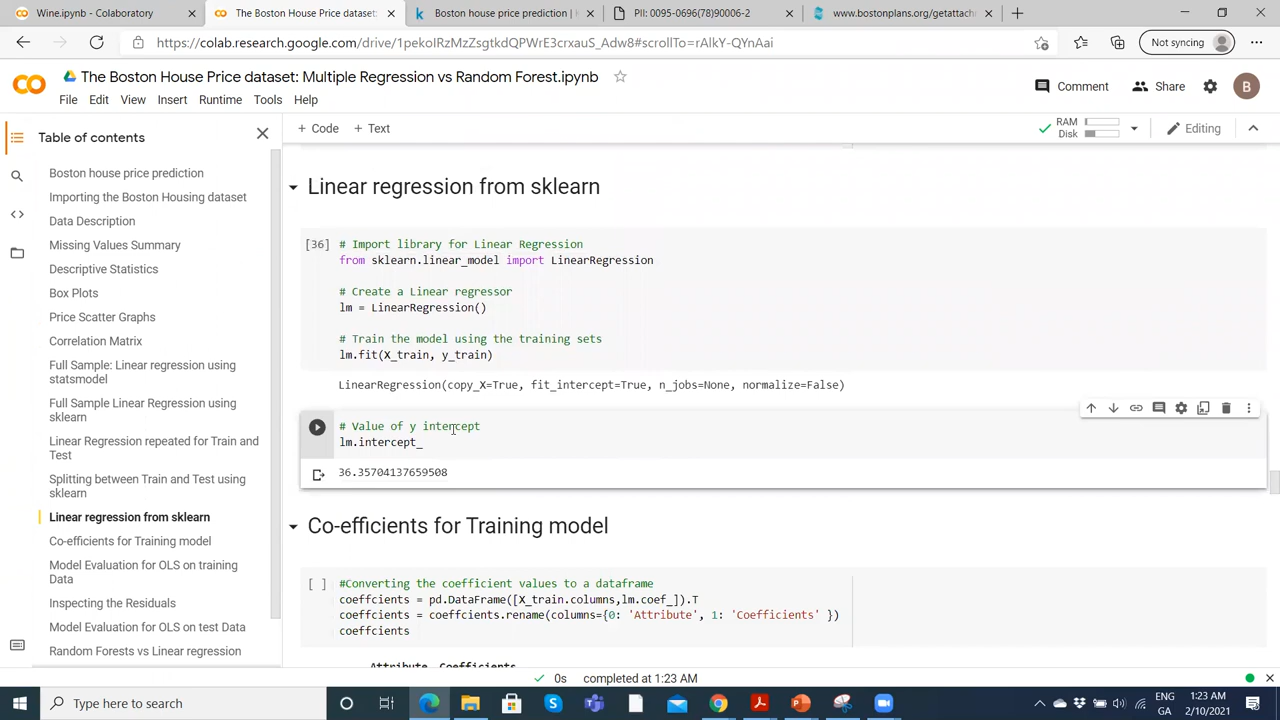 Wine.ipynb - Colaboratory
The Boston House Price dataset:
Boston house price prediction |
PII: 0095-0696(78)90006-2
www.bostonplans.org/getattachm
https://colab.research.google.com/drive/1pekoIRzMzZsgtkdQPWrE3crxauS_Adw8#scrollTo=rAlkY-QYnAai
Not syncing
The Boston House Price dataset: Multiple Regression vs Random Forest.ipynb
File Edit View Insert Runtime Tools Help
Comment
Share
B
Table of contents
+ Code + Text
RAM
Disk
Editing
Boston house price prediction
Importing the Boston Housing dataset
Data Description
Missing Values Summary
Descriptive Statistics
Box Plots
Price Scatter Graphs
Correlation Matrix
Full Sample: Linear regression using
statsmodel
Full Sample Linear Regression using
sklearn
Linear Regression repeated for Train and
Test
Splitting between Train and Test using
sklearn
Linear regression from sklearn
Co-efficients for Training model
Model Evaluation for OLS on training
Data
Inspecting the Residuals
Model Evaluation for OLS on test Data
Random Forests vs Linear regression
Linear regression from sklearn
[36] # Import library for Linear Regression
from sklearn.linear_model import LinearRegression
# Create a Linear regressor
lm = LinearRegression()
# Train the model using the training sets
lm.fit(X_train, y_train)
LinearRegression(copy_X=True, fit_intercept=True, n_jobs=None, normalize=False)
# Value of y intercept
lm.intercept_
36.35704137659508
Co-efficients for Training model
[ ] #Converting the coefficient values to a dataframe
coeffcients = pd.DataFrame([X_train.columns,lm.coef_]).T
coeffcients = coeffcients.rename(columns={0: 'Attribute', 1: 'Coefficients' })
coeffcients
Attribute Coefficients
0s completed at 1:23 AM
Type here to search
ENG
GA
1:23 AM
2/10/2021